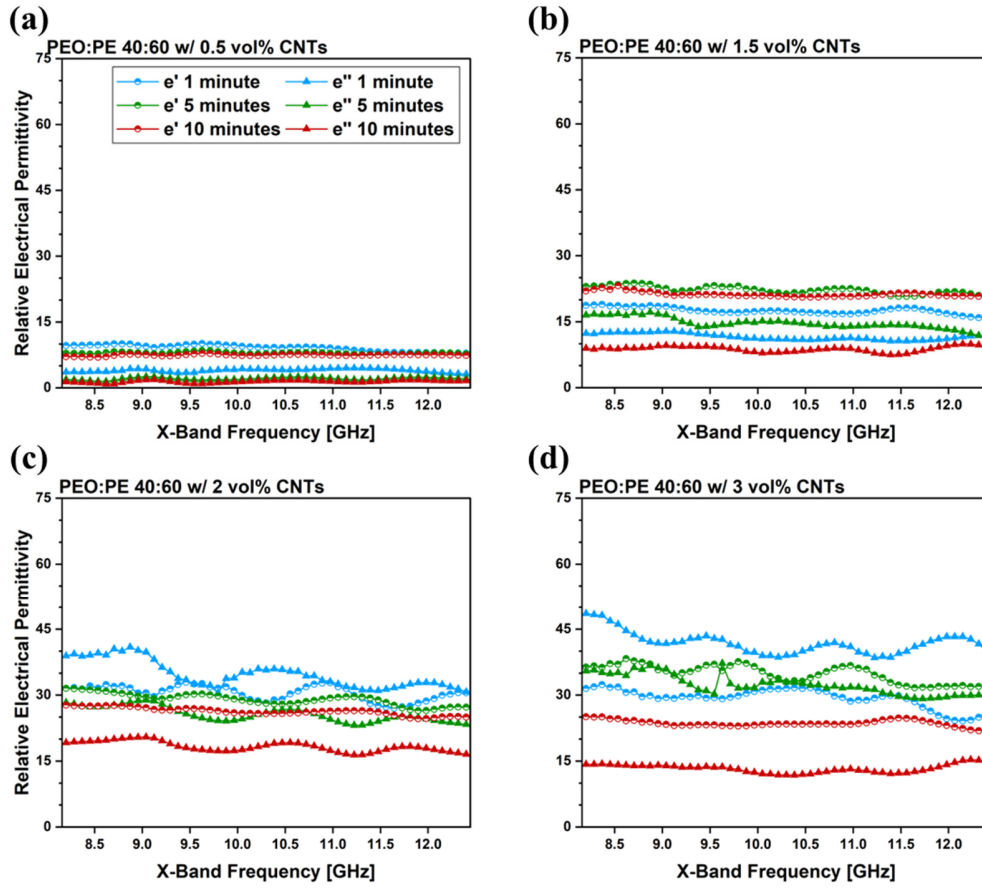 (a)
PEO:PE 40:60 w/ 0.5 vol% CNTs
Relative Electrical Permittivity
75
60
45
30
15
0
e' 1 minute e'' 1 minute
e' 5 minutes e'' 5 minutes
e' 10 minutes e'' 10 minutes
8.5 9.0 9.5 10.0 10.5 11.0 11.5 12.0
X-Band Frequency [GHz]
(b)
PEO:PE 40:60 w/ 1.5 vol% CNTs
75
60
45
30
15
0
8.5 9.0 9.5 10.0 10.5 11.0 11.5 12.0
X-Band Frequency [GHz]
(c)
PEO:PE 40:60 w/ 2 vol% CNTs
Relative Electrical Permittivity
75
60
45
30
15
0
8.5 9.0 9.5 10.0 10.5 11.0 11.5 12.0
X-Band Frequency [GHz]
(d)
PEO:PE 40:60 w/ 3 vol% CNTs
75
60
45
30
15
0
8.5 9.0 9.5 10.0 10.5 11.0 11.5 12.0
X-Band Frequency [GHz]